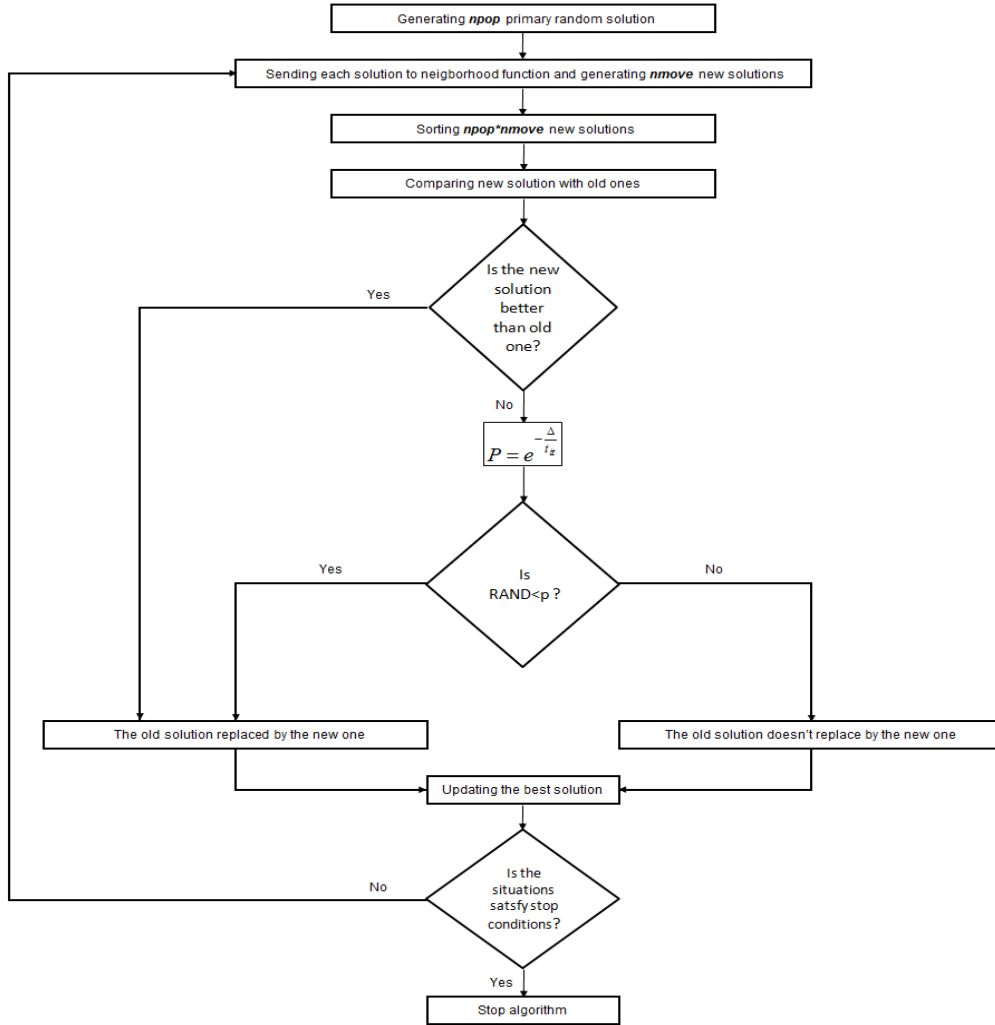 Generating npop primary random solution
Sending each solution to neigborhood function and generating nmove new solutions
Sorting npop*nmove new solutions
Comparing new solution with old ones
Is the new
solution
better
than old
one?
Yes
No
P = e^{-\frac{Δ}{t_g}}
Is
RAND<p ?
Yes
No
The old solution replaced by the new one
The old solution doesn't replace by the new one
Updating the best solution
Is the
situations
satsfy stop
conditions?
No
Yes
Stop algorithm